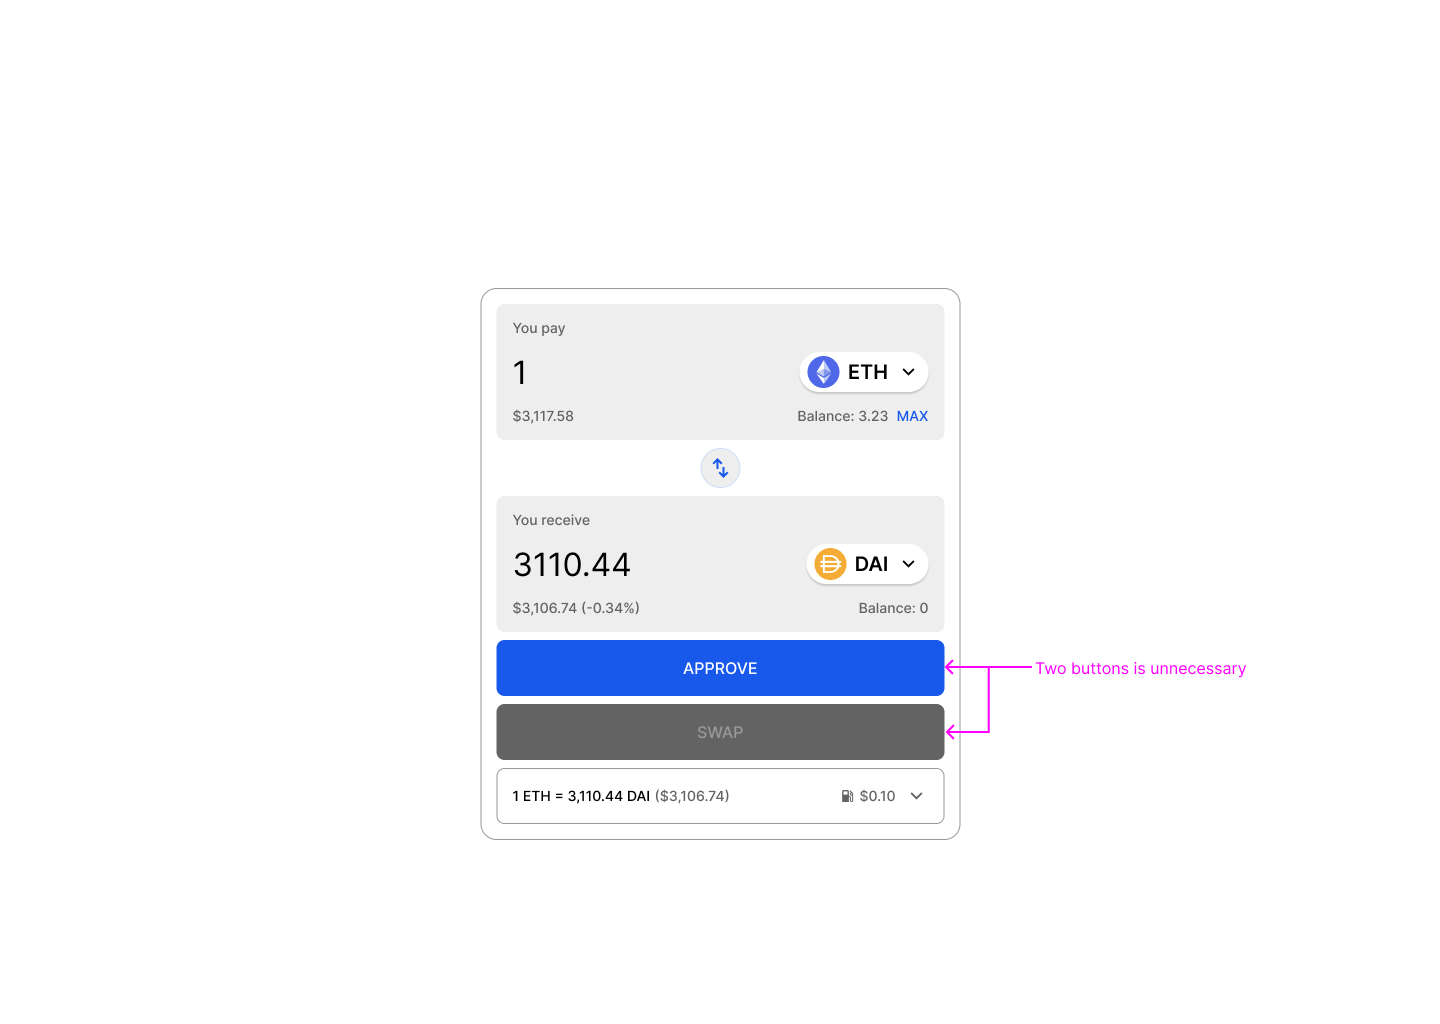 You pay
1
ETH
$3,117.58
Balance: 3.23 MAX
You receive
3110.44
DAI
$3,106.74 (-0.34%)
Balance: 0
APPROVE
Two buttons is unnecessary
SWAP
1 ETH = 3,110.44 DAI ($3,106.74)
$0.10